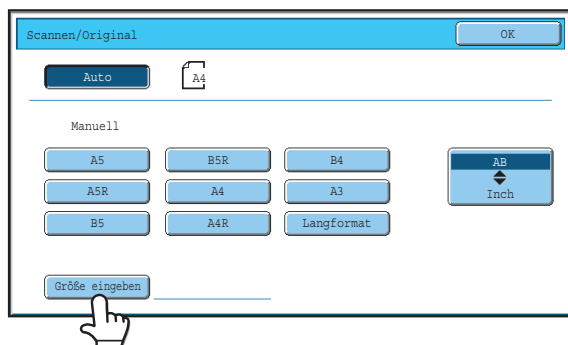 Scannen/Original OK
Auto A4
Manuell
A5 B5R B4 AB
A5R A4 A3 Inch
B5 A4R Langformat
Größe eingeben